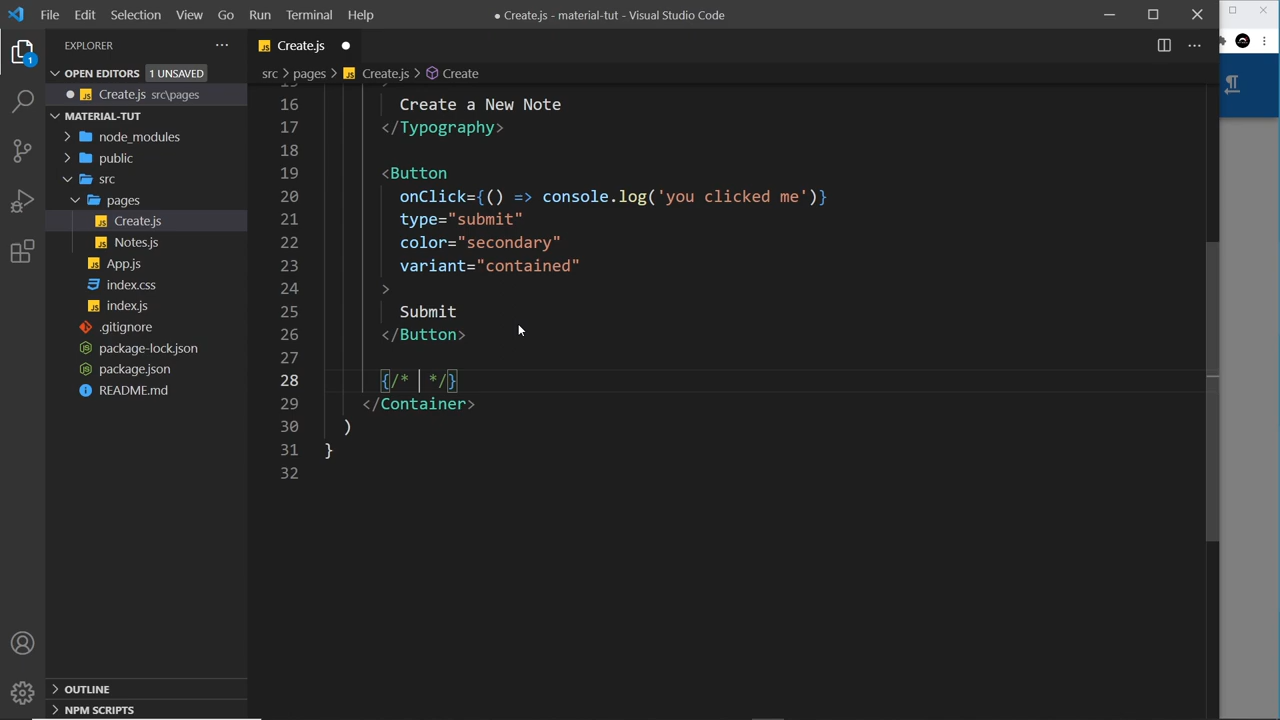 File Edit Selection View Go Run Terminal Help
● Create.js - material-tut - Visual Studio Code
EXPLORER
OPEN EDITORS 1 UNSAVED
Create.js src\pages
MATERIAL-TUT
node_modules
public
src
pages
Create.js
Notes.js
App.js
index.css
index.js
.gitignore
package-lock.json
package.json
README.md
OUTLINE
NPM SCRIPTS
1
JS Create.js ●
src > pages > JS Create.js > Create
16 Create a New Note
17 </Typography>
18
19 <Button
20 onClick={() => console.log('you clicked me')}
21 type="submit"
22 color="secondary"
23 variant="contained"
24 >
25 Submit
26 </Button>
27
28 {/*  */}
29 </Container>
30 )
31 }
32